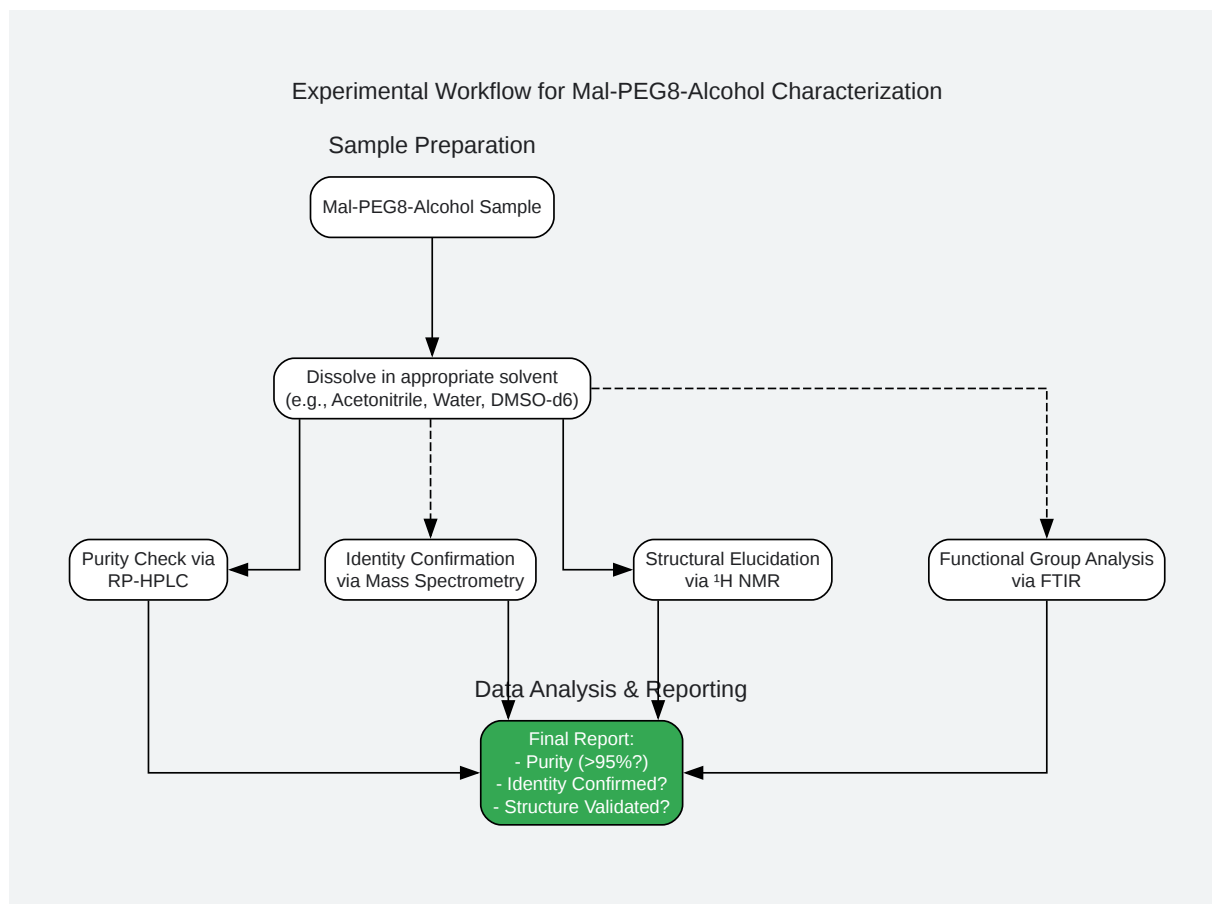 Experimental Workflow for Mal-PEG8-Alcohol Characterization
Sample Preparation
Mal-PEG8-Alcohol Sample
Dissolve in appropriate solvent
(e.g., Acetonitrile, Water, DMSO-d6)
Purity Check via
RP-HPLC
Identity Confirmation
via Mass Spectrometry
Structural Elucidation
via ¹H NMR
Functional Group Analysis
via FTIR
Data Analysis & Reporting
Final Report:
- Purity (>95%?)
- Identity Confirmed?
- Structure Validated?